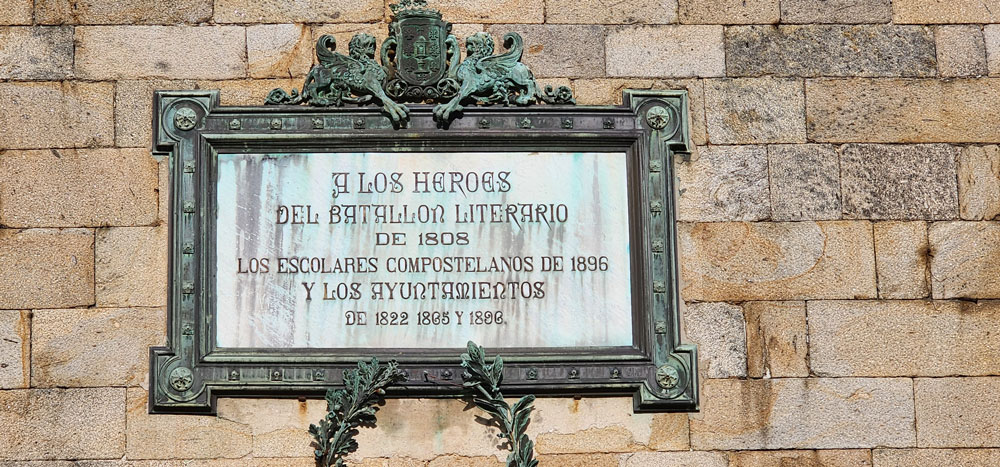 A LOS HEROES
DEL BATALLON LITERARIO
DE 1808
LOS ESCOLARES COMPOSTELANOS DE 1896
Y LOS AYUNTAMIENTOS
DE 1822 1865 Y 1896.